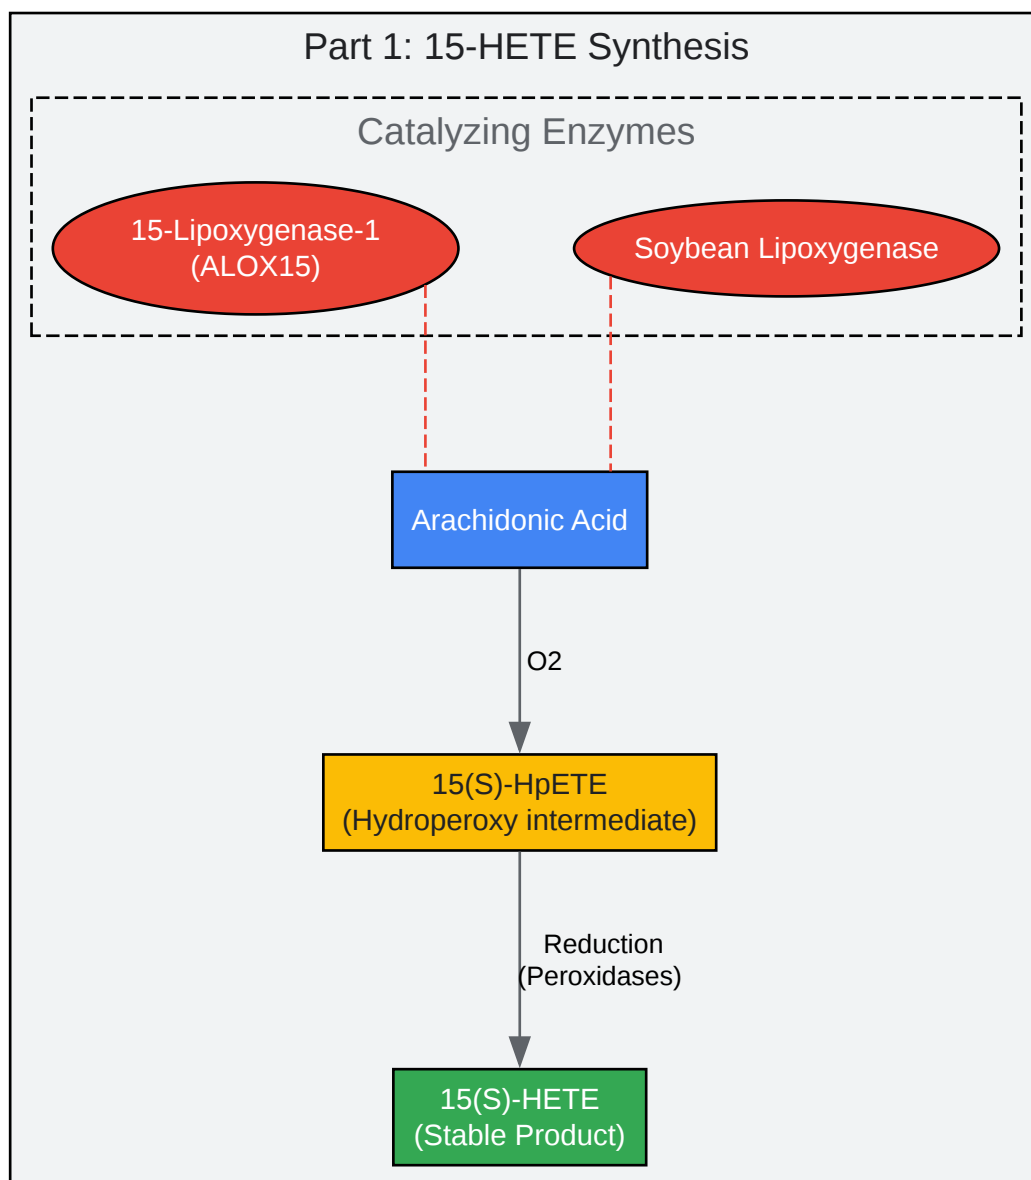 Part 1: 15-HETE Synthesis
Catalyzing Enzymes
15-Lipoxygenase-1
(ALOX15)
Soybean Lipoxygenase
Arachidonic Acid
O2
15(S)-HpETE
(Hydroperoxy intermediate)
Reduction
(Peroxidases)
15(S)-HETE
(Stable Product)